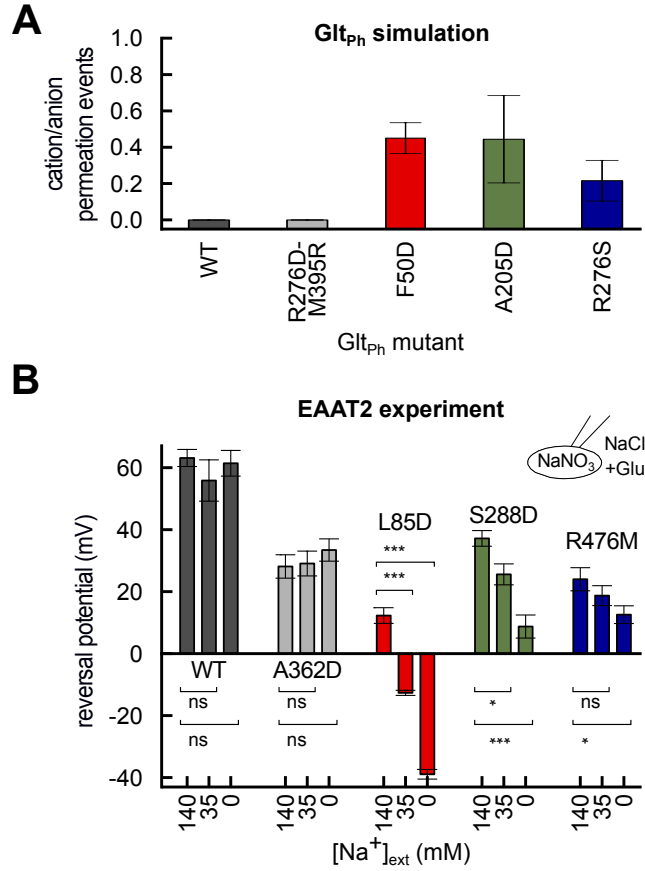 A
Glt_Ph simulation
cation/anion
permeation events
1.0
0.8
0.6
0.4
0.2
0.0
WT
R276D-
M395R
F50D
A205D
R276S
Glt_Ph mutant
B
EAAT2 experiment
NaNO₃
NaCl
+Glu
reversal potential (mV)
60
40
20
0
-20
-40
L85D
***
***
S288D
R476M
WT
ns
ns
A362D
ns
ns
*
***
ns
*
140
35
0
140
35
0
140
35
0
140
35
0
140
35
0
[Na⁺]_ext (mM)